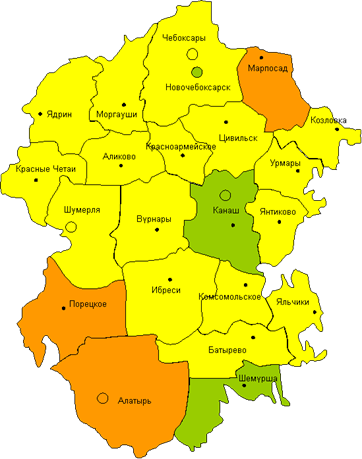 Чебоксары
Марпосад
Новочебоксарск
Ядрин
Моргауши
Козловка
Цивильск
Красноармейское
Аликово
Урмары
Красные Четаи
Шумерля
Канаш
Янтиково
Вурнары
Ибреси
Комсомольское
Яльчики
Порецкое
Батырево
Шемурша
Алатырь